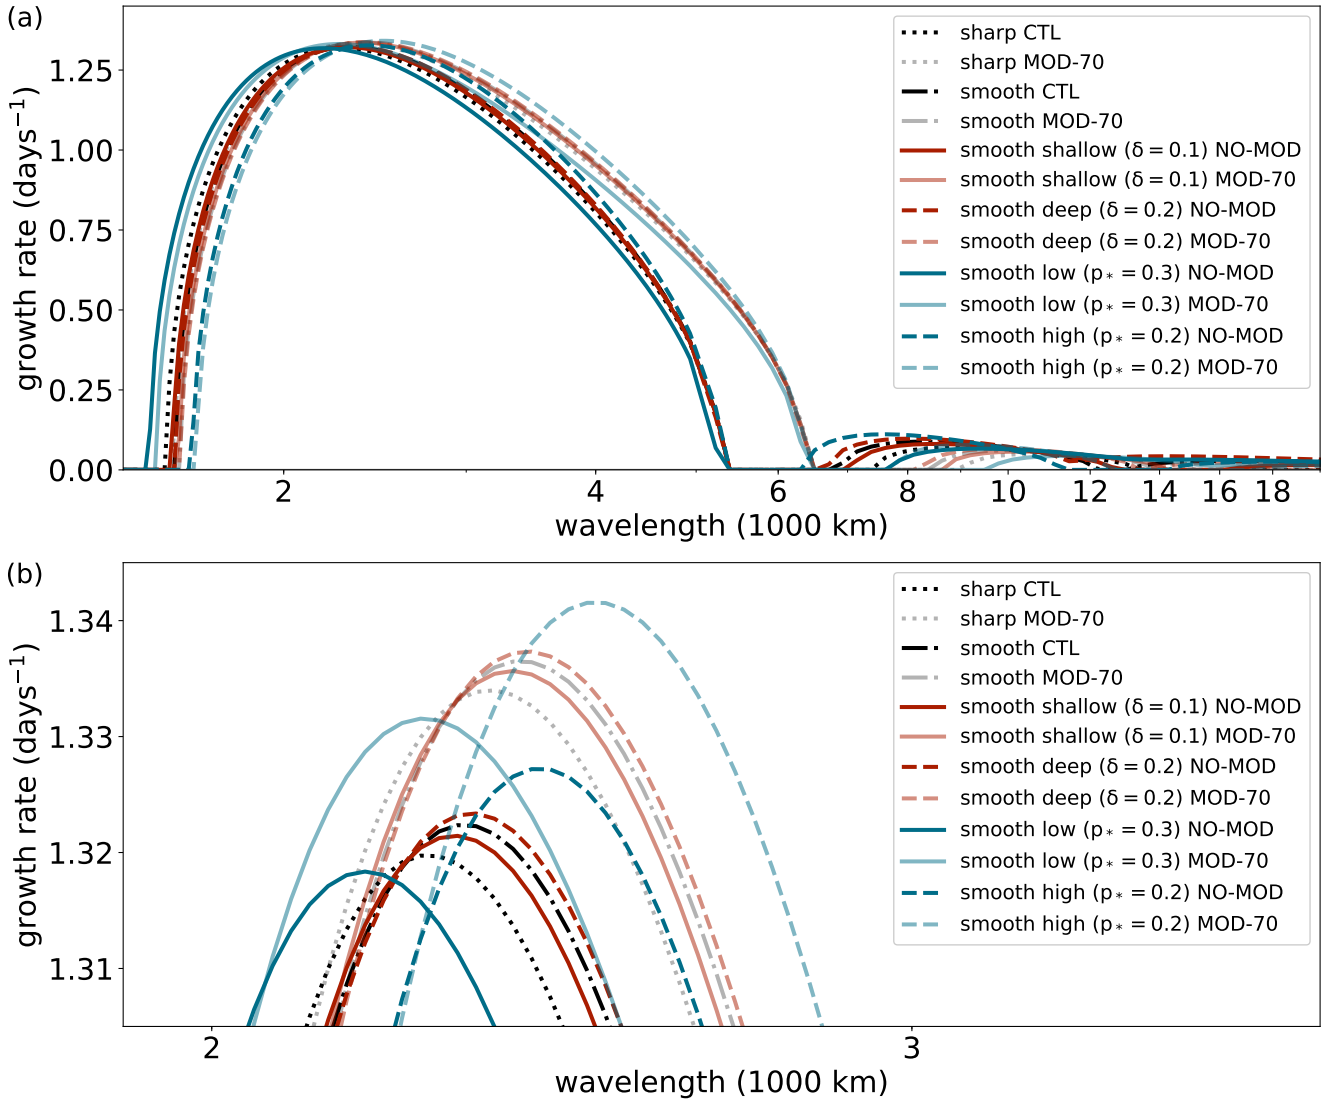 (a)
growth rate (days⁻¹)
1.25
1.00
0.75
0.50
0.25
0.00
sharp CTL
sharp MOD-70
smooth CTL
smooth MOD-70
smooth shallow (δ = 0.1) NO-MOD
smooth shallow (δ = 0.1) MOD-70
smooth deep (δ = 0.2) NO-MOD
smooth deep (δ = 0.2) MOD-70
smooth low (p∗ = 0.3) NO-MOD
smooth low (p∗ = 0.3) MOD-70
smooth high (p∗ = 0.2) NO-MOD
smooth high (p∗ = 0.2) MOD-70
2 4 6 8 10 12 14 16 18
wavelength (1000 km)
(b)
growth rate (days⁻¹)
1.34
1.33
1.32
1.31
sharp CTL
sharp MOD-70
smooth CTL
smooth MOD-70
smooth shallow (δ = 0.1) NO-MOD
smooth shallow (δ = 0.1) MOD-70
smooth deep (δ = 0.2) NO-MOD
smooth deep (δ = 0.2) MOD-70
smooth low (p∗ = 0.3) NO-MOD
smooth low (p∗ = 0.3) MOD-70
smooth high (p∗ = 0.2) NO-MOD
smooth high (p∗ = 0.2) MOD-70
2 3
wavelength (1000 km)